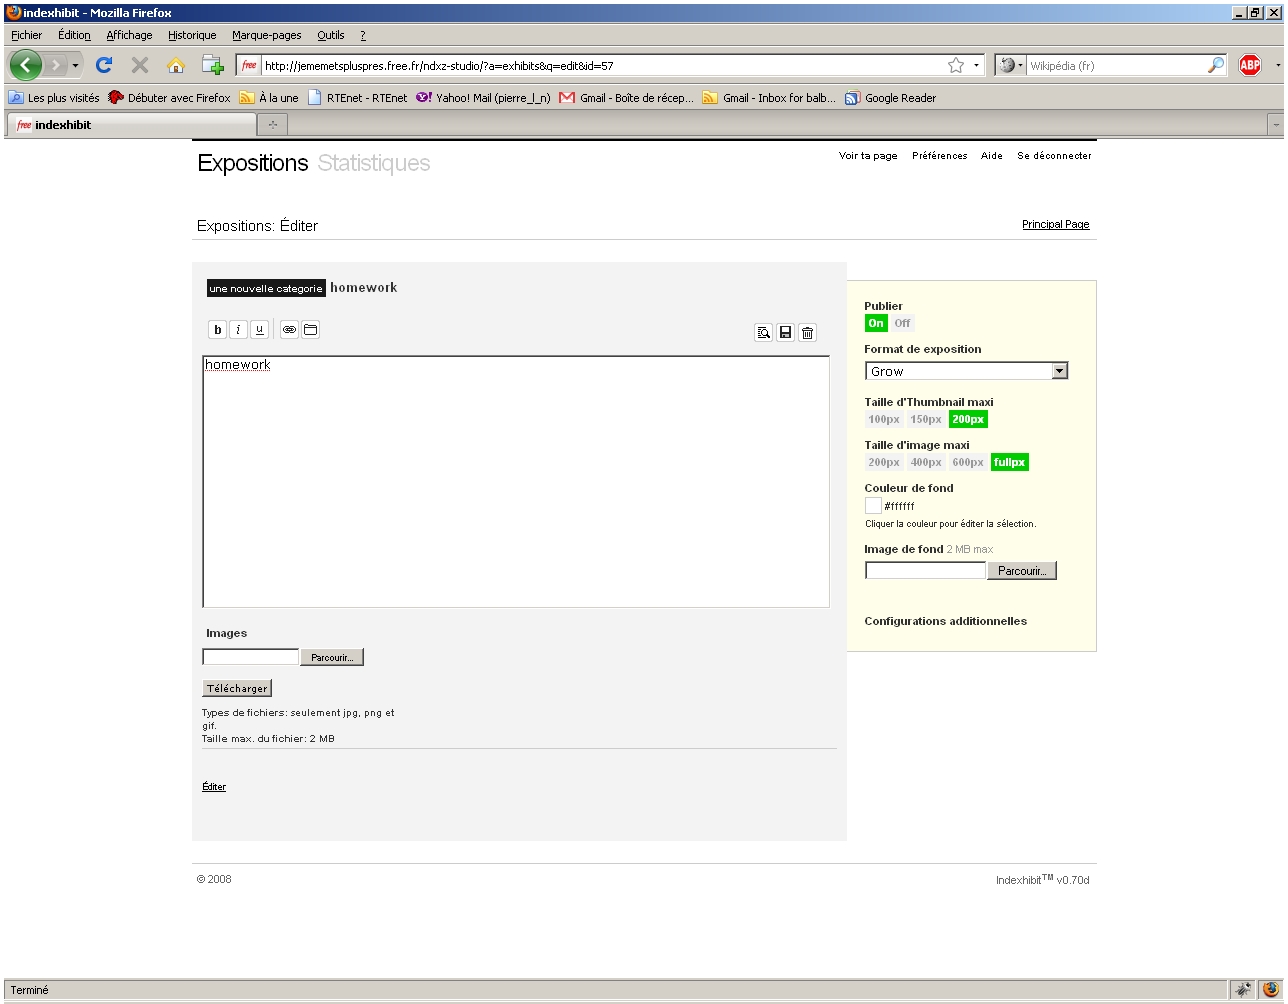 indexhibit - Mozilla Firefox
Fichier Édition Affichage Historique Marque-pages Outils ?
free http://jememetspluspres.free.fr/ndxz-studio/?a=exhibits&q=edit&id=57 Wikipédia (fr) ABP
Les plus visités Débuter avec Firefox À la une RTEnet - RTEnet Yahoo! Mail (pierre_l_n) Gmail - Boîte de récep... Gmail - Inbox for balb... Google Reader
free indexhibit
Expositions Statistiques
Voir ta page Préférences Aide Se déconnecter
Expositions: Éditer
Principal Page
une nouvelle categorie homework
b i u
homework
Publier
On Off
Format de exposition
Grow
Taille d'Thumbnail maxi
100px 150px 200px
Taille d'image maxi
200px 400px 600px fullpx
Couleur de fond
#ffffff
Cliquer la couleur pour éditer la sélection.
Image de fond 2 MB max
Parcourir...
Configurations additionnelles
Images
Parcourir...
Télécharger
Types de fichiers: seulement jpg, png et
gif.
Taille max. du fichier: 2 MB
Éditer
© 2008
Indexhibit™ v0.70d
Terminé